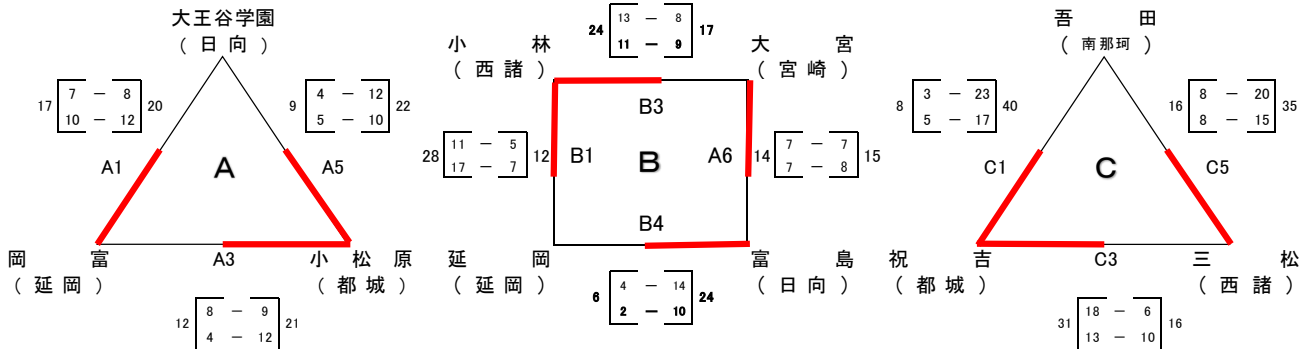 大王谷学園
(日向)
17 7 － 8 20
10 － 12
9 4 － 12 22
5 － 10
A1
A
A5
岡富
(延岡)
A3
小松原
(都城)
12 8 － 9 21
4 － 12
24 13 － 8 17
11 － 9
小林
(西諸)
大宮
(宮崎)
B3
28 11 － 5 12
17 － 7
B1
B
A6
14 7 － 7 15
7 － 8
B4
延岡
(延岡)
富島
(日向)
6 4 － 14 24
2 － 10
吾田
(南那珂)
8 3 － 23 40
5 － 17
16 8 － 20 35
8 － 15
C1
C
C5
祝吉
(都城)
C3
三松
(西諸)
31 18 － 6 16
13 － 10